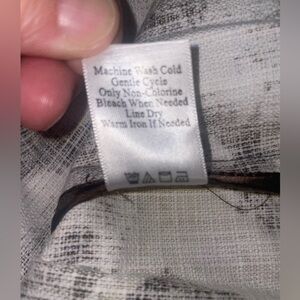 Machine Wash Cold
Gentle Cycle
Only Non-Chlorine
Bleach When Needed
Line Dry
Warm Iron If Needed